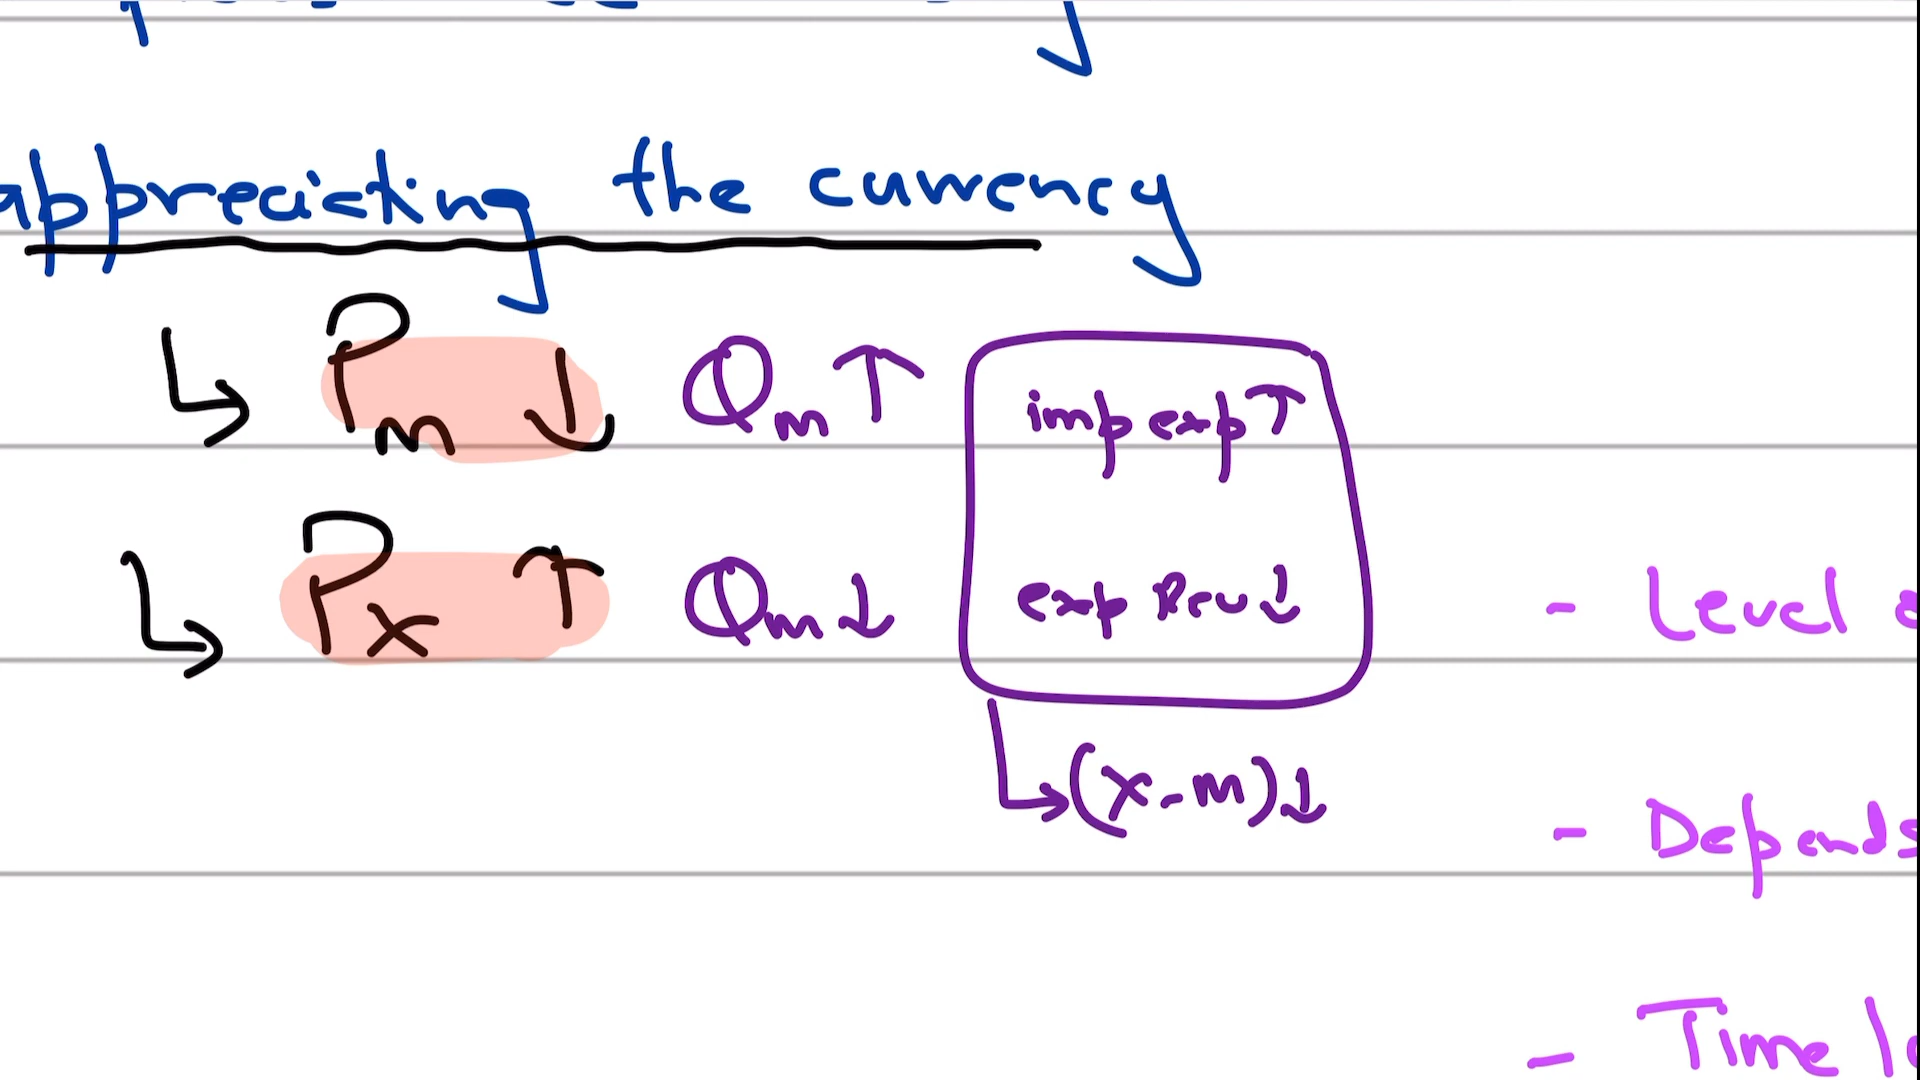 appreciating the currency
↳ Pm ↓ Qm ↑ imp exp ↑
↳ Px ↑ Qm ↓ exp Rev ↓
↳ (x-m) ↓
- Level
- Depends
- Time